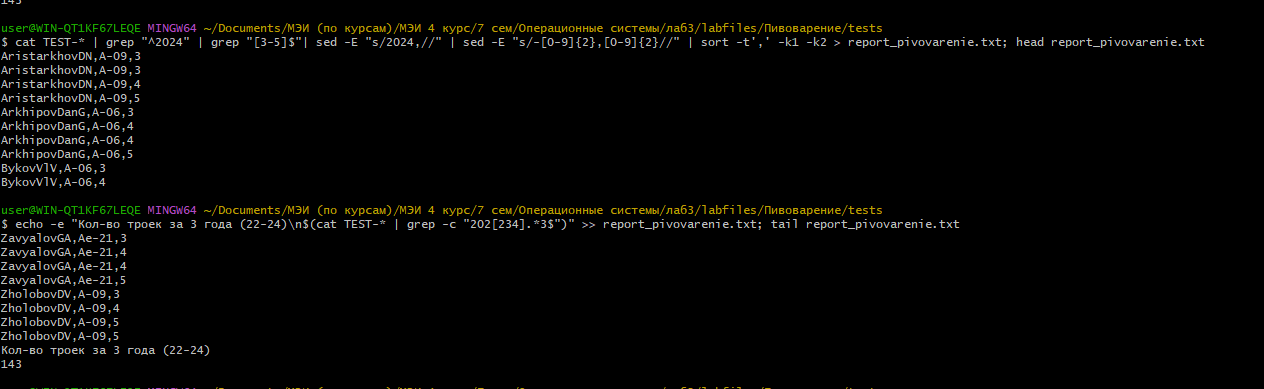 143
user@WIN-QT1KF67LEQE MINGW64 ~/Documents/МЭИ (по курсам)/МЭИ 4 курс/7 сем/Операционные системы/лаб3/labfiles/Пивоварение/tests
$ cat TEST-* | grep "^2024" | grep "[3-5]$"| sed -E "s/2024,//" | sed -E "s/-[0-9]{2},[0-9]{2}//" | sort -t',' -k1 -k2 > report_pivovarenie.txt; head report_pivovarenie.txt
AristarkhovDN,A-09,3
AristarkhovDN,A-09,3
AristarkhovDN,A-09,4
AristarkhovDN,A-09,5
ArkhipovDanG,A-06,3
ArkhipovDanG,A-06,4
ArkhipovDanG,A-06,4
ArkhipovDanG,A-06,5
BykovVlV,A-06,3
BykovVlV,A-06,4
user@WIN-QT1KF67LEQE MINGW64 ~/Documents/МЭИ (по курсам)/МЭИ 4 курс/7 сем/Операционные системы/лаб3/labfiles/Пивоварение/tests
$ echo -e "Кол-во троек за 3 года (22-24)\n$(cat TEST-* | grep -c "202[234].*3$")" >> report_pivovarenie.txt; tail report_pivovarenie.txt
ZavyalovGA,Ae-21,3
ZavyalovGA,Ae-21,4
ZavyalovGA,Ae-21,4
ZavyalovGA,Ae-21,5
ZholobovDV,A-09,3
ZholobovDV,A-09,4
ZholobovDV,A-09,5
ZholobovDV,A-09,5
Кол-во троек за 3 года (22-24)
143